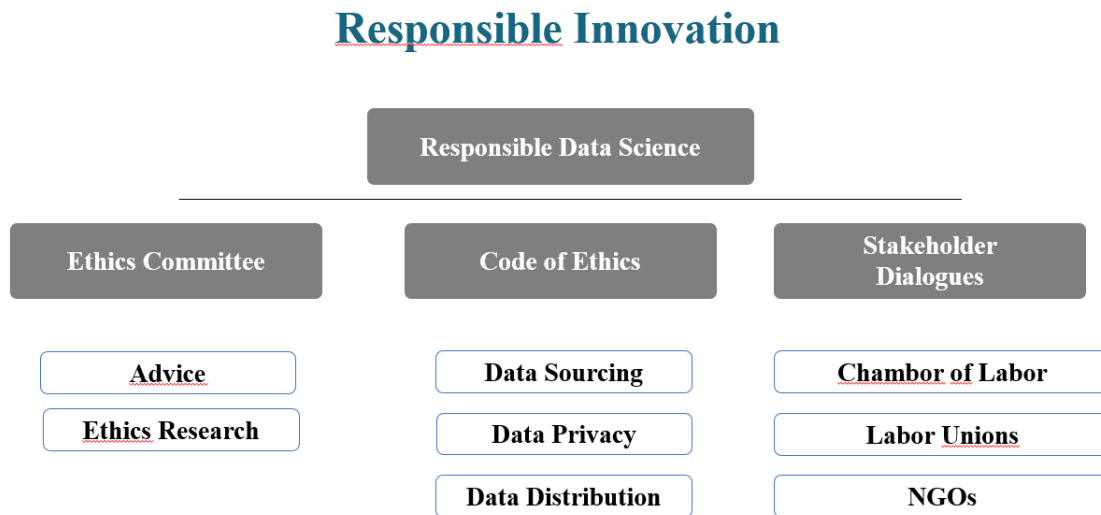 Responsible Innovation
Responsible Data Science
Ethics Committee
Code of Ethics
Stakeholder
Dialogues
Advice
Ethics Research
Data Sourcing
Data Privacy
Data Distribution
Chambor of Labor
Labor Unions
NGOs